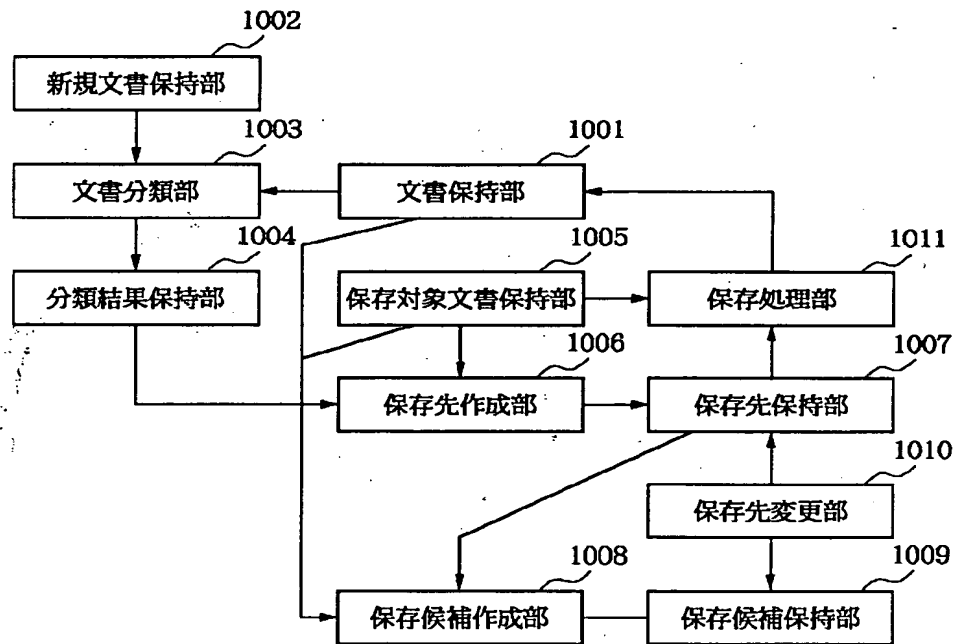 1002
新規文書保持部
1003
文書分類部
1001
文書保持部
1004
分類結果保持部
1005
保存対象文書保持部
1011
保存処理部
1006
保存先作成部
1007
保存先保持部
1010
保存先変更部
1008
保存候補作成部
1009
保存候補保持部